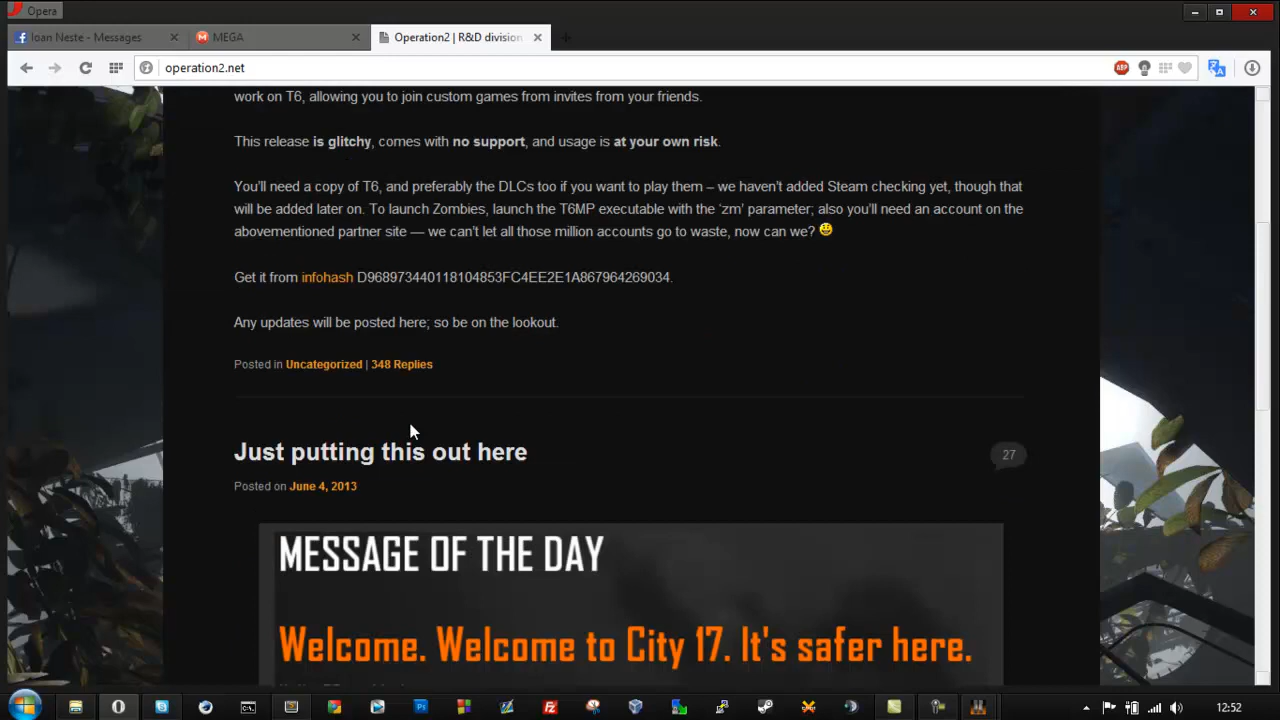 Opera
Ioan Neste - Messages
MEGA
Operation2 | R&D division
operation2.net
ABP
work on T6, allowing you to join custom games from invites from your friends.
This release is glitchy, comes with no support, and usage is at your own risk.
You'll need a copy of T6, and preferably the DLCs too if you want to play them – we haven't added Steam checking yet, though that
will be added later on. To launch Zombies, launch the T6MP executable with the 'zm' parameter; also you'll need an account on the
abovementioned partner site — we can't let all those million accounts go to waste, now can we?
Get it from infohash D968973440118104853FC4EE2E1A867964269034.
Any updates will be posted here; so be on the lookout.
Posted in Uncategorized | 348 Replies
Just putting this out here
27
Posted on June 4, 2013
MESSAGE OF THE DAY
Welcome. Welcome to City 17. It's safer here.
12:52